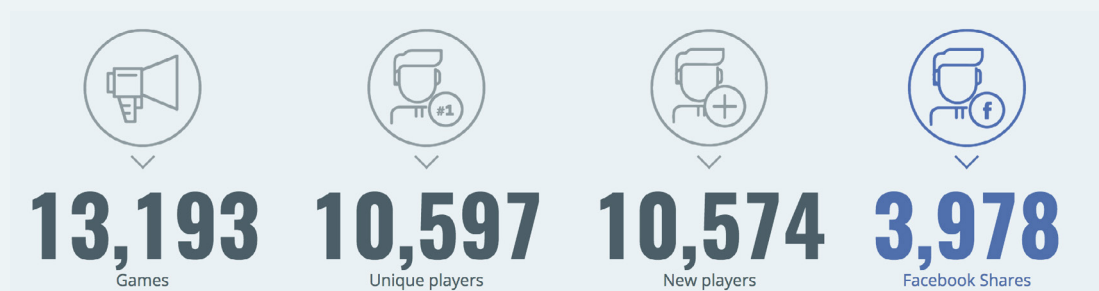 #1
f
13,193
10,597
10,574
3,978
Games
Unique players
New players
Facebook Shares